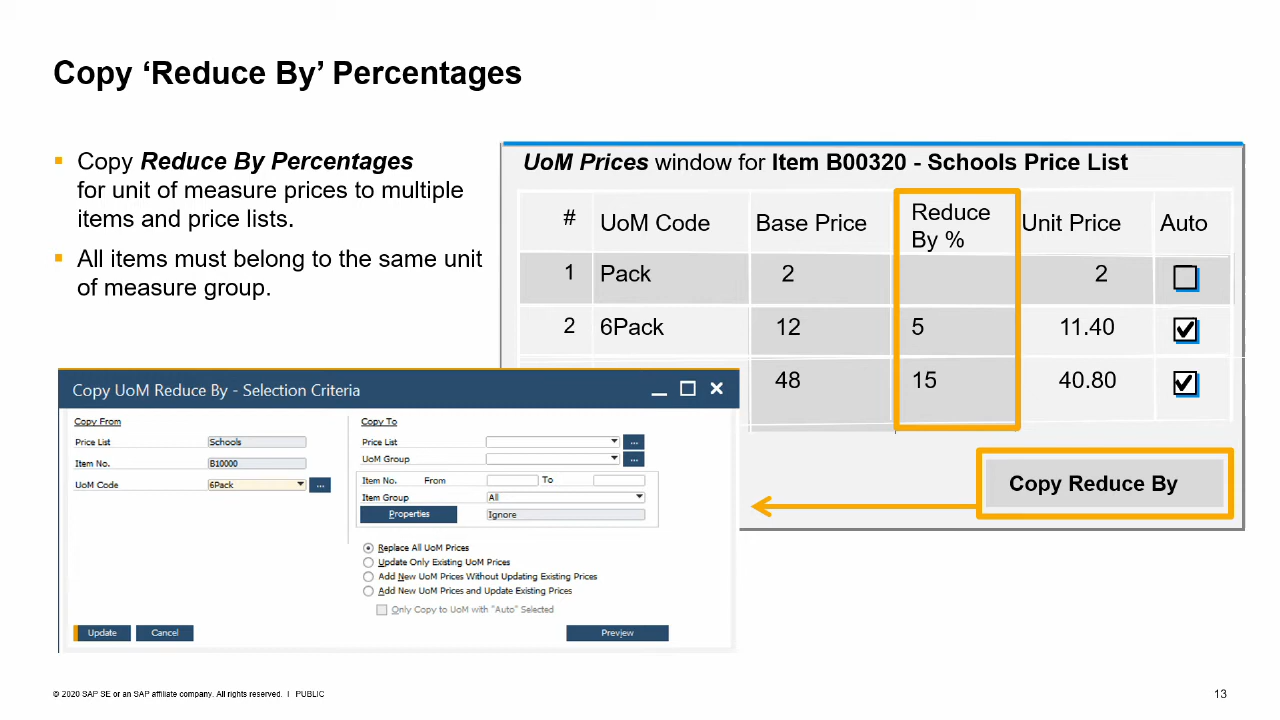 Copy ‘Reduce By’ Percentages
Copy Reduce By Percentages
for unit of measure prices to multiple
items and price lists.
All items must belong to the same unit
of measure group.
UoM Prices window for Item B00320 - Schools Price List
# UoM Code Base Price Reduce By % Unit Price Auto
1 Pack 2 2
2 6Pack 12 5 11.40
48 15 40.80
Copy Reduce By
Copy UoM Reduce By - Selection Criteria
Copy From
Price List Schools
Item No. B10000
UoM Code 6Pack ...
Copy To
Price List ...
UoM Group ...
Item No. From To
Item Group All
Properties Ignore
Replace All UoM Prices
Update Only Existing UoM Prices
Add New UoM Prices Without Updating Existing Prices
Add New UoM Prices and Update Existing Prices
Only Copy to UoM with "Auto" Selected
Update Cancel Preview
© 2020 SAP SE or an SAP affiliate company. All rights reserved. I PUBLIC
13